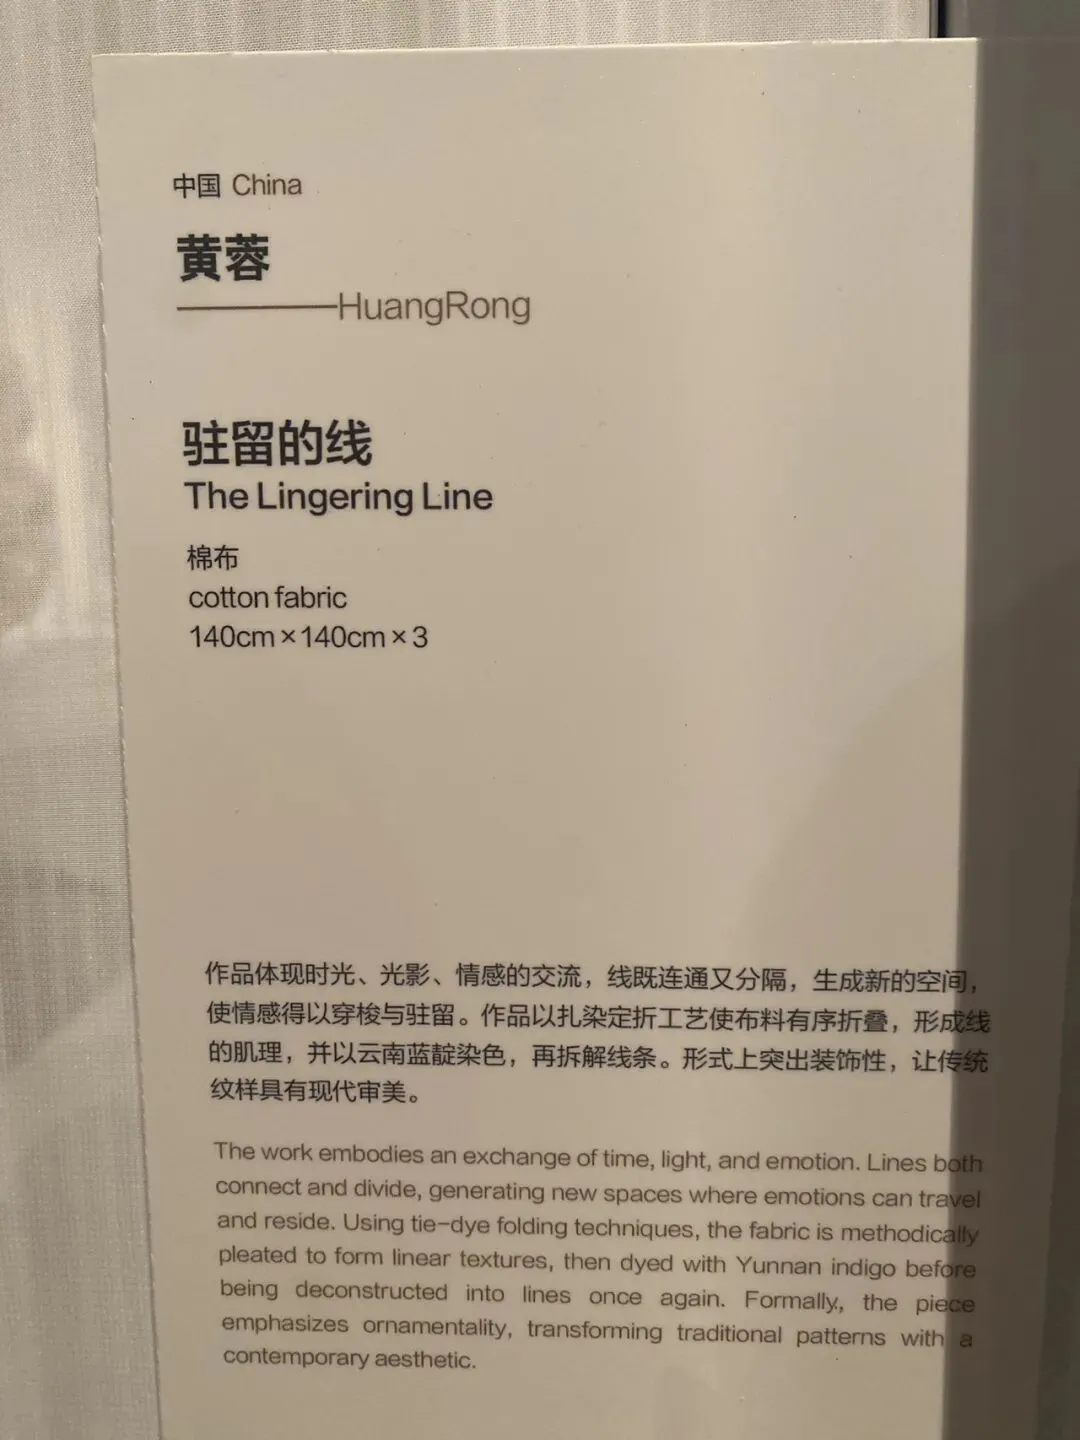 中国 China
黄蓉
HuangRong
驻留的线
The Lingering Line
棉布
cotton fabric
140cm×140cm×3
作品体现时光、光影、情感的交流，线既连通又分隔，生成新的空间，
使情感得以穿梭与驻留。作品以扎染定折工艺使布料有序折叠，形成线
的肌理，并以云南蓝靛染色，再拆解线条。形式上突出装饰性，让传统
纹样具有现代审美。
The work embodies an exchange of time, light, and emotion. Lines both
connect and divide, generating new spaces where emotions can travel
and reside. Using tie-dye folding techniques, the fabric is methodically
pleated to form linear textures, then dyed with Yunnan indigo before
being deconstructed into lines once again. Formally, the piece
emphasizes ornamentality, transforming traditional patterns with a
contemporary aesthetic.